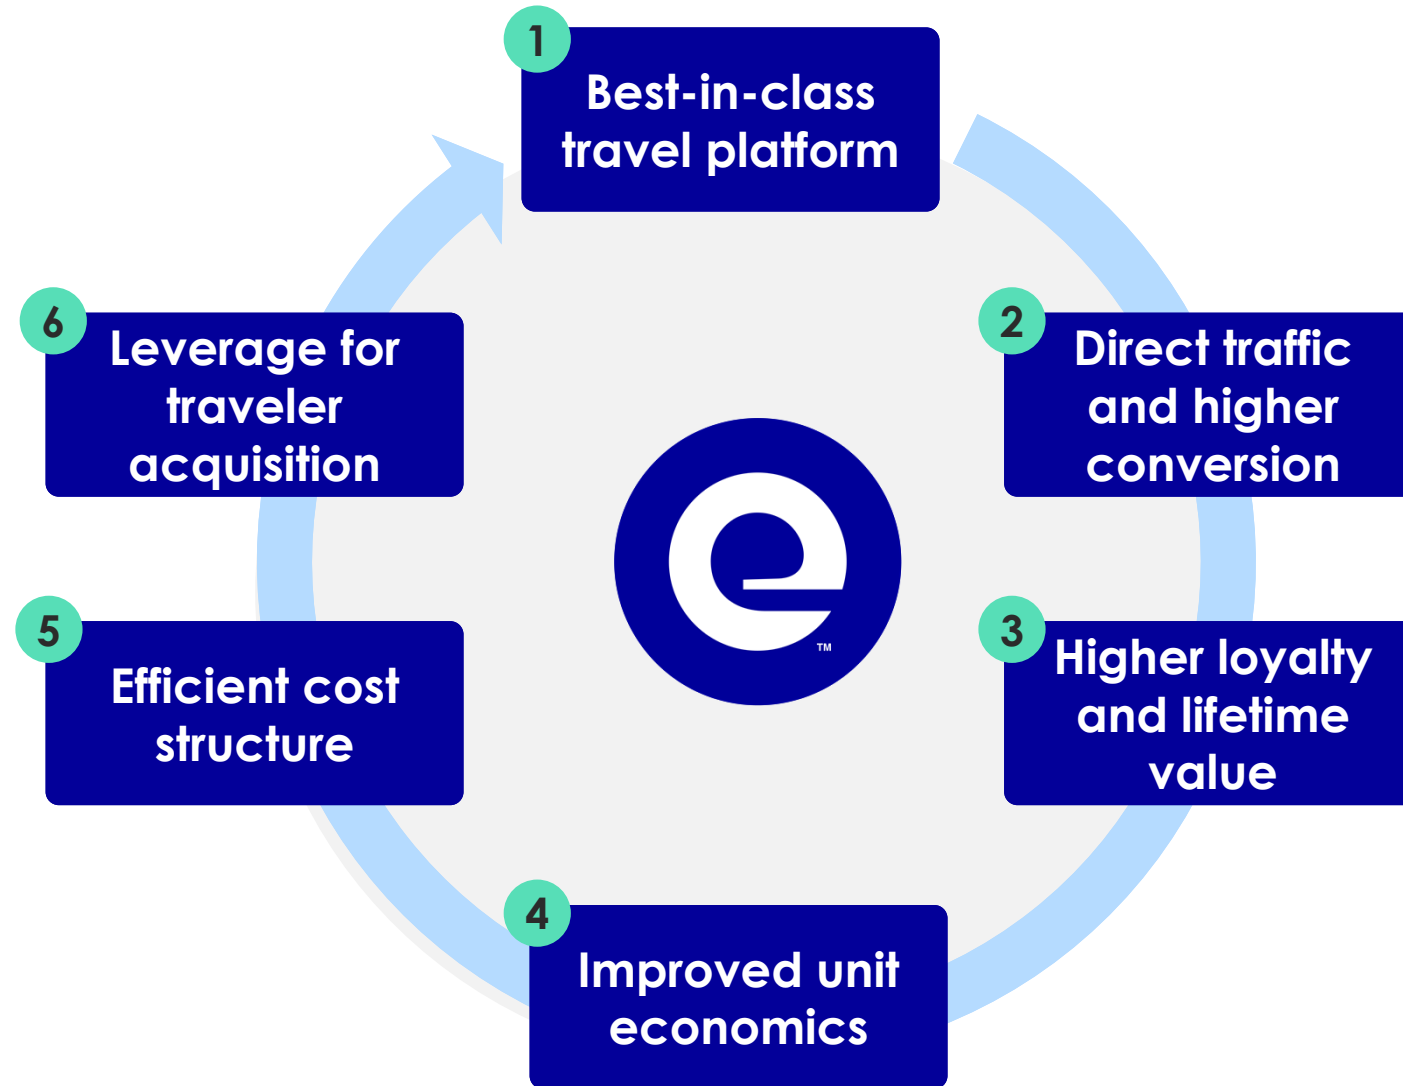 1
Best-in-class
travel platform
2
Direct traffic
and higher
conversion
3
Higher loyalty
and lifetime
value
4
Improved unit
economics
5
Efficient cost
structure
6
Leverage for
traveler
acquisition
e
TM